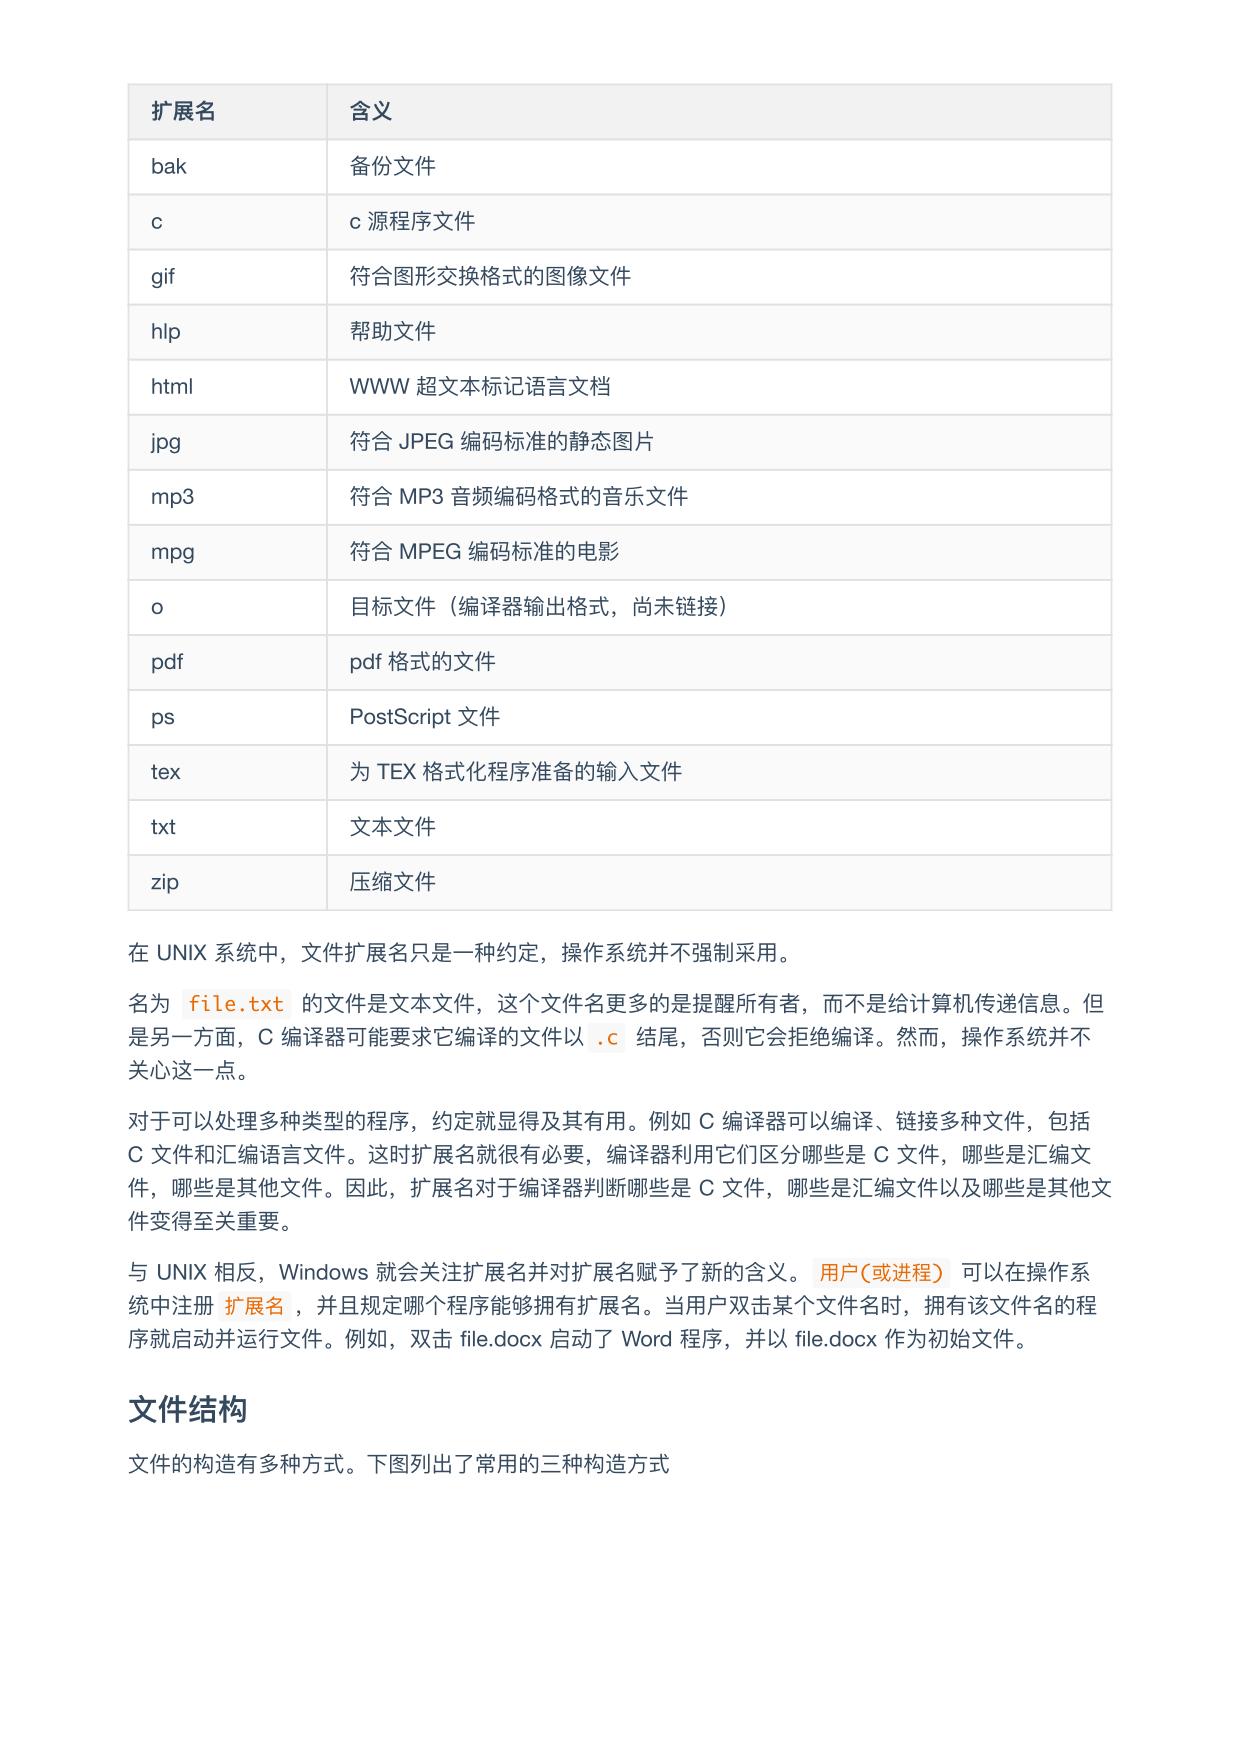 扩展名 含义
bak 备份文件
c c 源程序文件
gif 符合图形交换格式的图像文件
hlp 帮助文件
html WWW 超文本标记语言文档
jpg 符合 JPEG 编码标准的静态图片
mp3 符合 MP3 音频编码格式的音乐文件
mpg 符合 MPEG 编码标准的电影
o 目标文件（编译器输出格式，尚未链接）
pdf pdf 格式的文件
ps PostScript 文件
tex 为 TEX 格式化程序准备的输入文件
txt 文本文件
zip 压缩文件
在 UNIX 系统中，文件扩展名只是一种约定，操作系统并不强制采用。
名为 file.txt 的文件是文本文件，这个文件名更多的是提醒所有者，而不是给计算机传递信息。但
是另一方面，C 编译器可能要求它编译的文件以 .c 结尾，否则它会拒绝编译。然而，操作系统并不
关心这一点。
对于可以处理多种类型的程序，约定就显得及其有用。例如 C 编译器可以编译、链接多种文件，包括
C 文件和汇编语言文件。这时扩展名就很有必要，编译器利用它们区分哪些是 C 文件，哪些是汇编文
件，哪些是其他文件。因此，扩展名对于编译器判断哪些是 C 文件，哪些是汇编文件以及哪些是其他文
件变得至关重要。
与 UNIX 相反，Windows 就会关注扩展名并对扩展名赋予了新的含义。 用户(或进程) 可以在操作系
统中注册 扩展名 ，并且规定哪个程序能够拥有扩展名。当用户双击某个文件名时，拥有该文件名的程
序就启动并运行文件。例如，双击 file.docx 启动了 Word 程序，并以 file.docx 作为初始文件。
文件结构
文件的构造有多种方式。下图列出了常用的三种构造方式